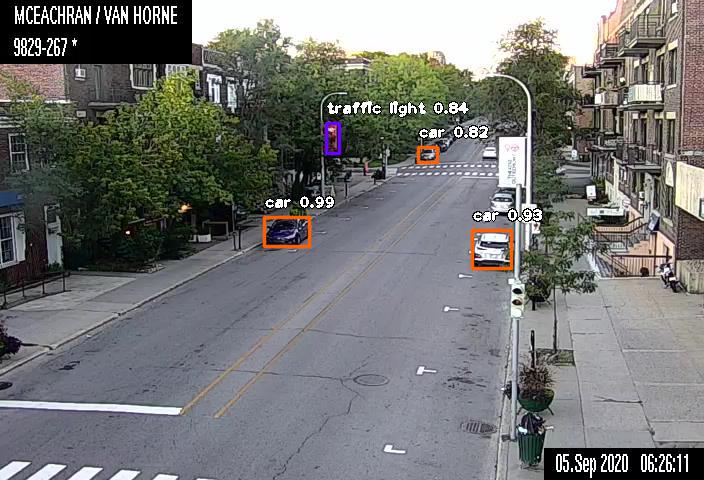 MCEACHRAN / VAN HORNE
9829-267 *
traffic light 0.84
car 0.82
car 0.99
car 0.93
05.Sep 2020 06:26:11